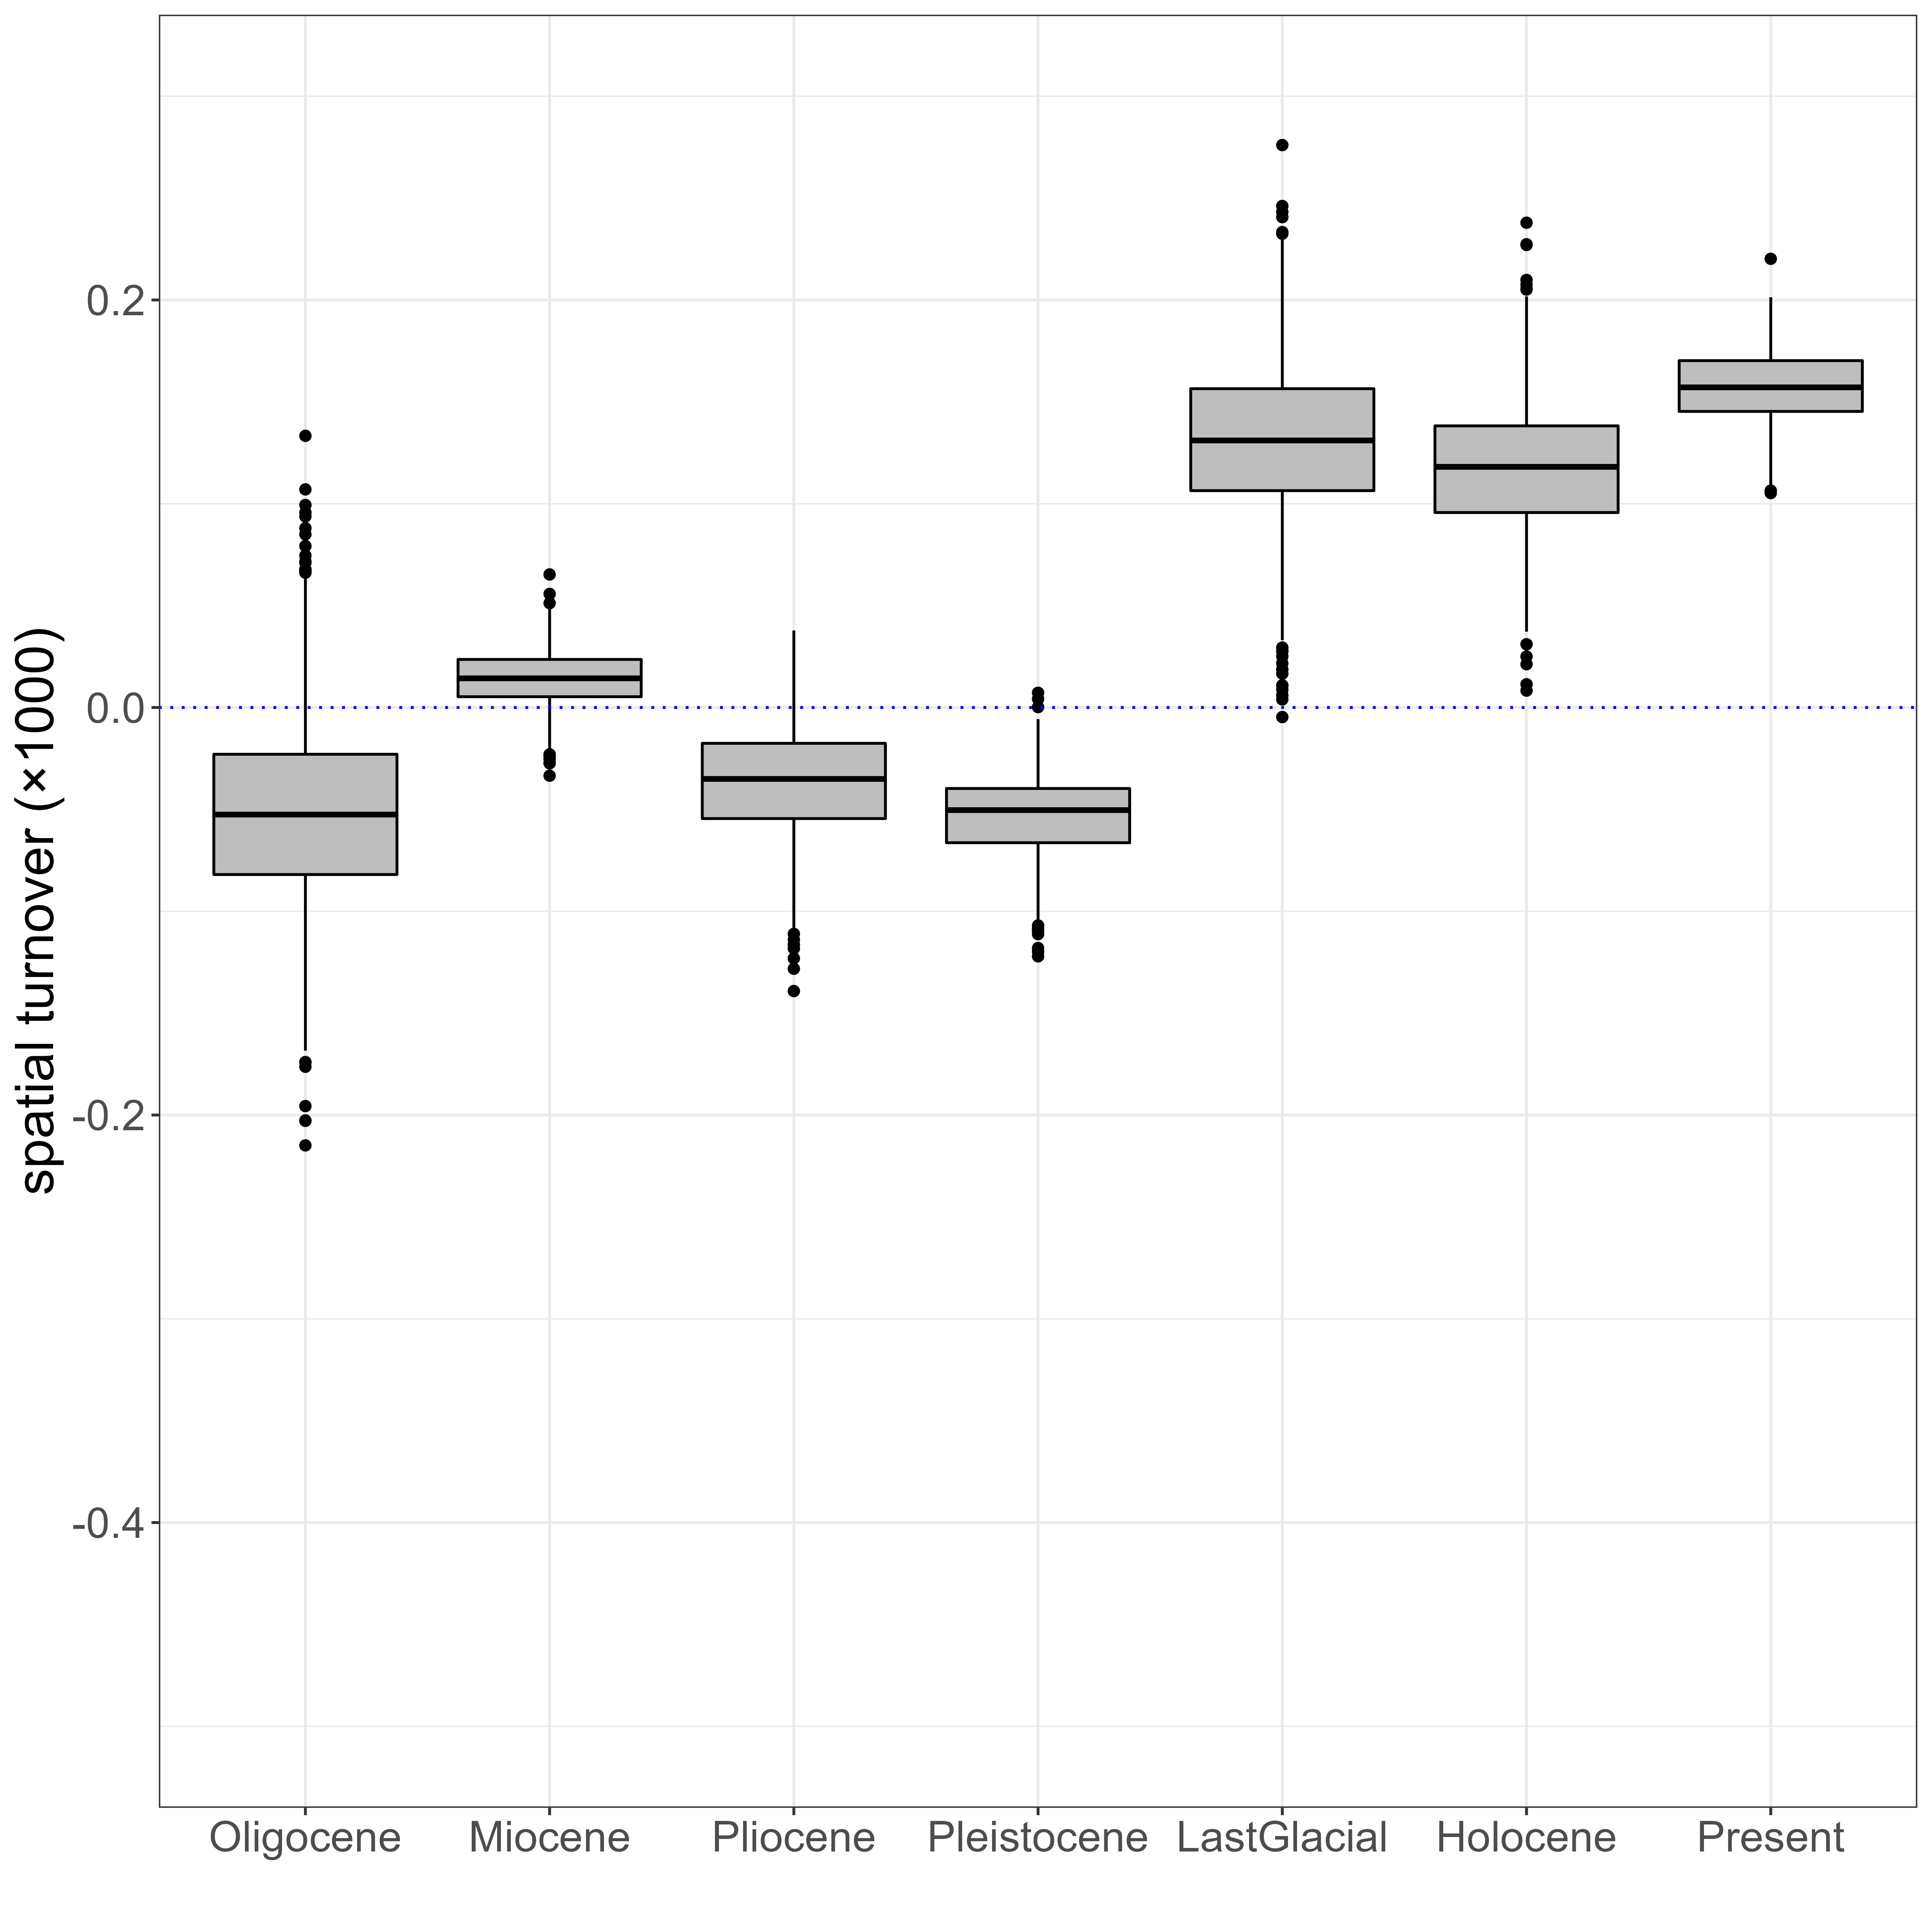 spatial turnover (×1000)
0.2
0.0
-0.2
-0.4
Oligocene Miocene Pliocene Pleistocene LastGlacial Holocene Present